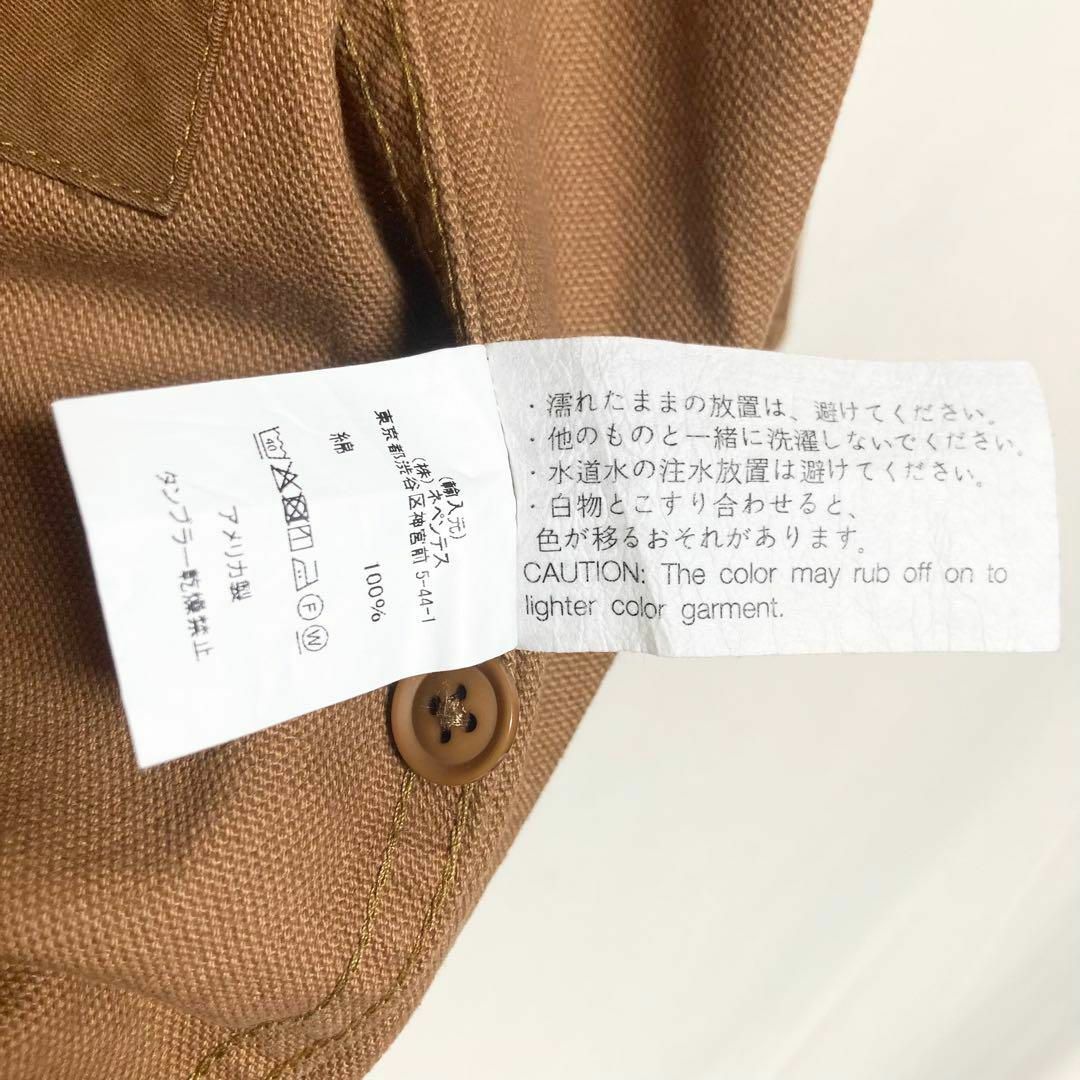 (輸入元)
(株)ネペンテス
東京都渋谷区神宮前 5-44-1
綿 100%
40
F W
アメリカ製
タンブラー乾燥禁止
・濡れたままの放置は、避けてください。
・他のものと一緒に洗濯しないでください。
・水道水の注水放置は避けてください。
・白物とこすり合わせると、
色が移るおそれがあります。
CAUTION: The color may rub off on to
lighter color garment.